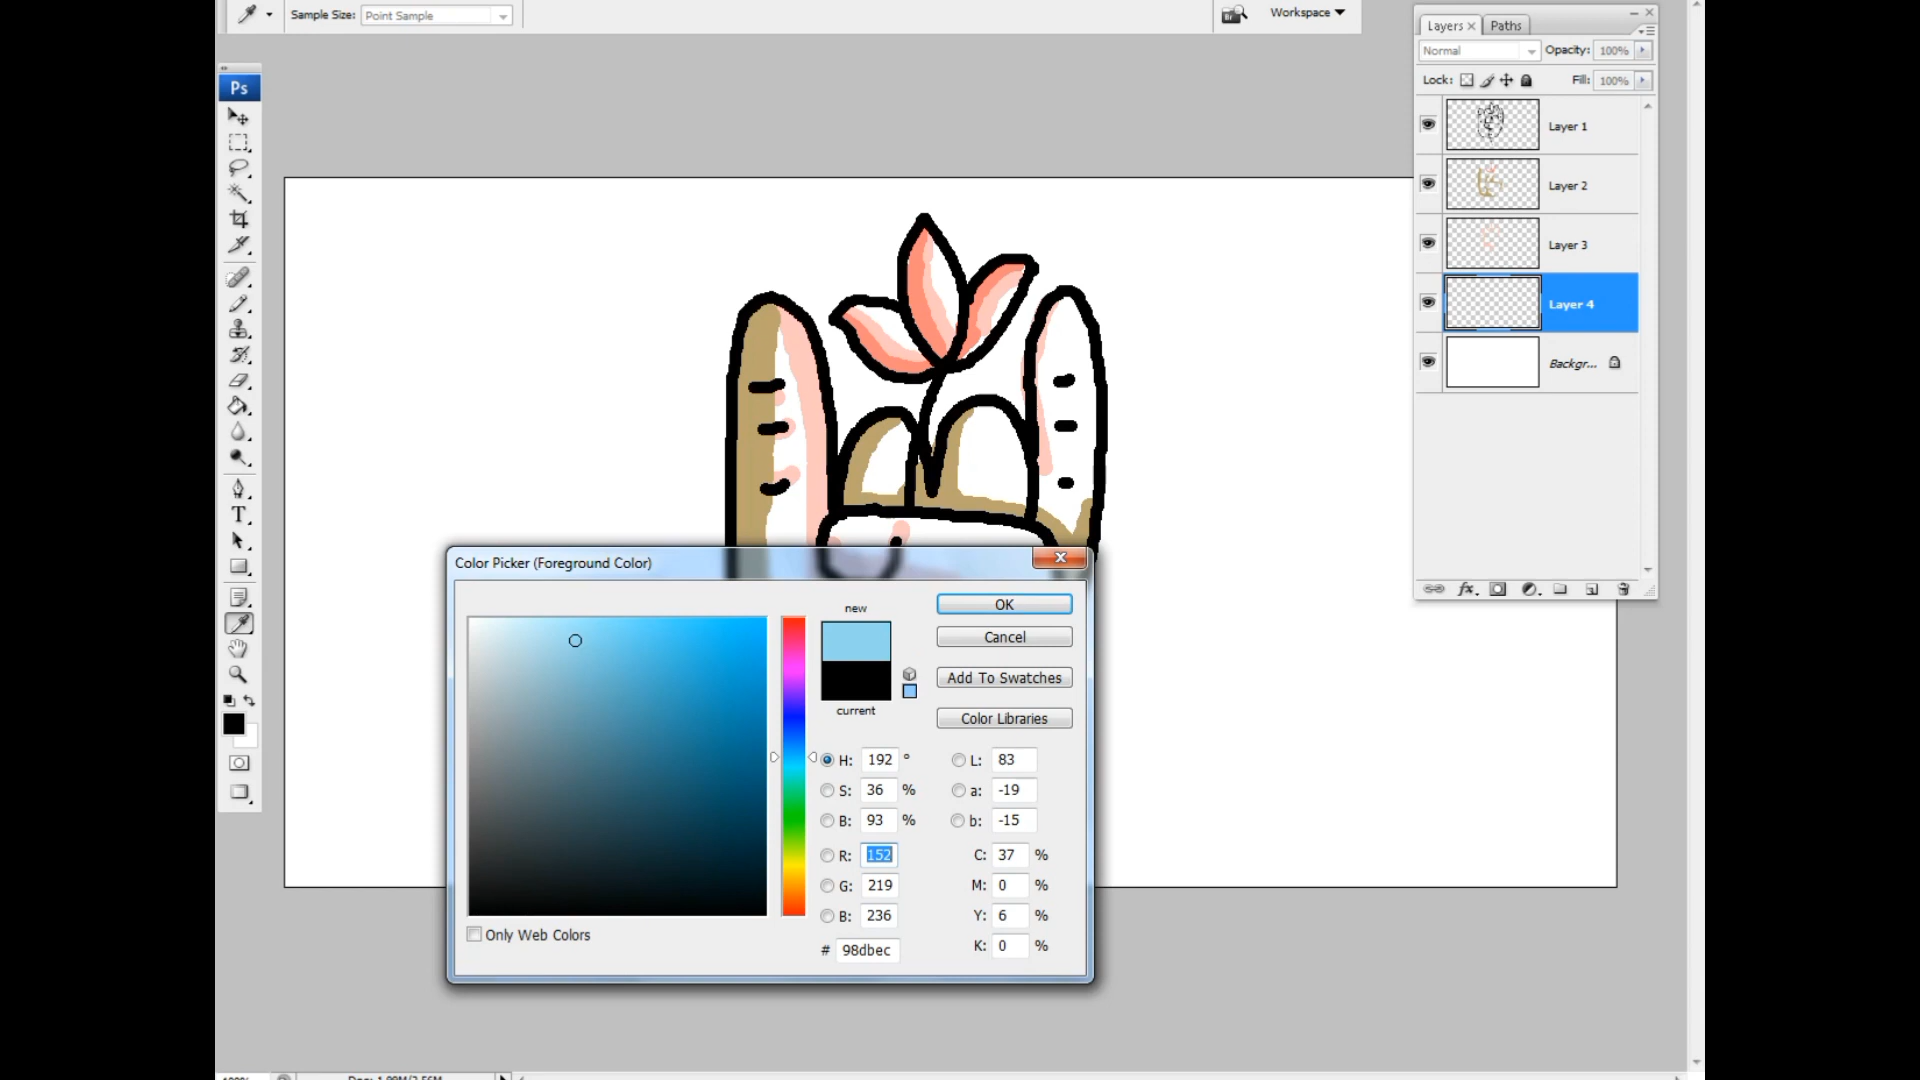 Sample Size: Point Sample
Workspace
Ps
T
Layers × Paths
Normal Opacity: 100%
Lock: Fill: 100%
Layer 1
Layer 2
Layer 3
Layer 4
Backgr...
fx
Color Picker (Foreground Color)
new
current
OK
Cancel
Add To Swatches
Color Libraries
H: 192 °
S: 36 %
B: 93 %
R: 152
G: 219
B: 236
# 98dbec
L: 83
a: -19
b: -15
C: 37 %
M: 0 %
Y: 6 %
K: 0 %
Only Web Colors